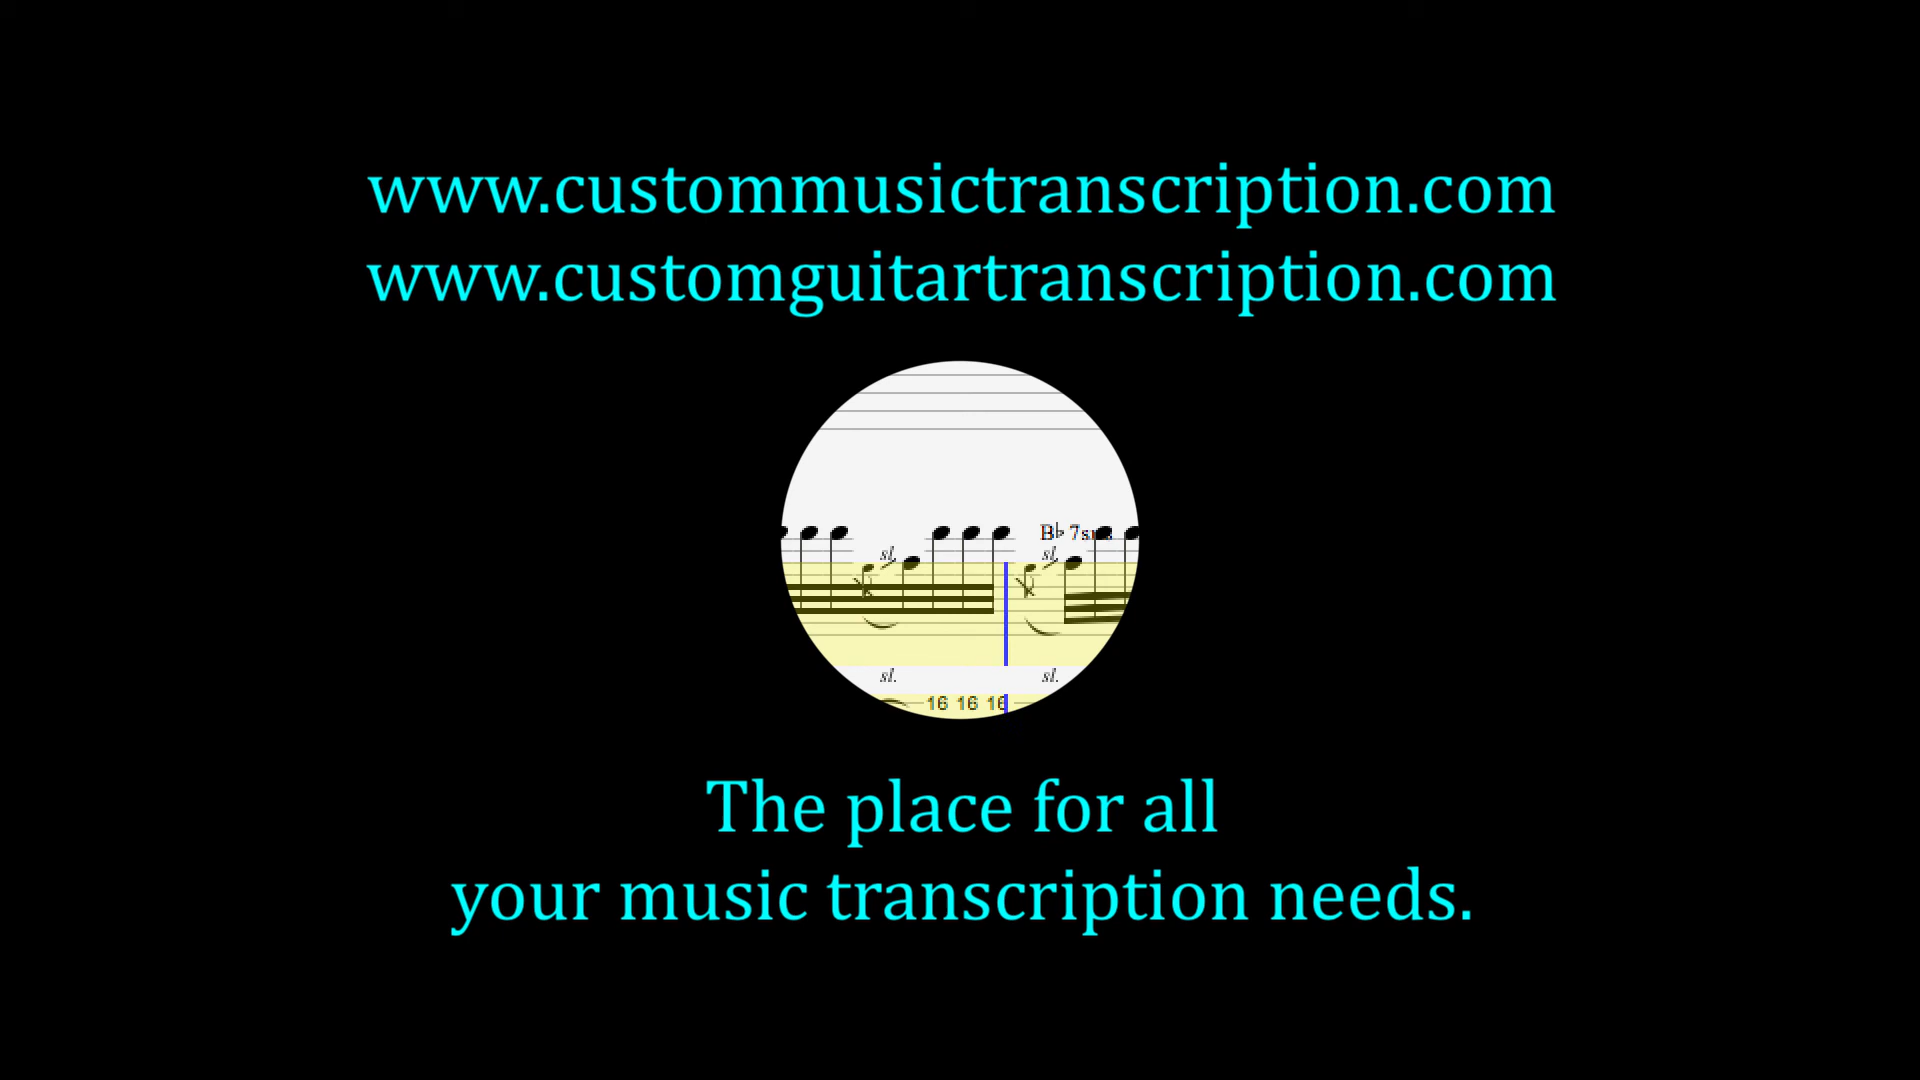 www.custommusictranscription.com
www.customguitartranscription.com
sl.
sl.
sl.
sl.
16 16 16
The place for all
your music transcription needs.